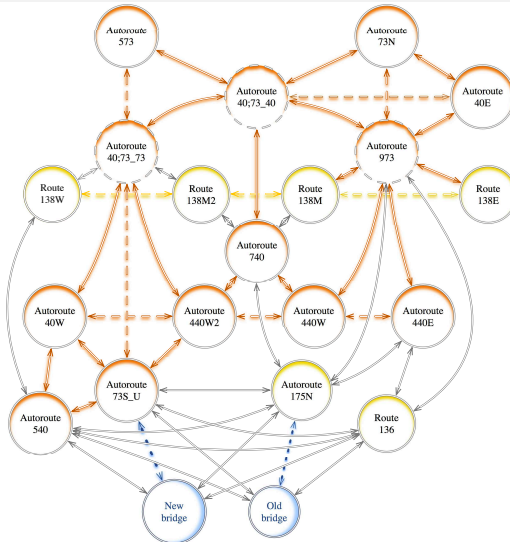 Autoroute
573
Autoroute
73N
Autoroute
40;73_40
Autoroute
40E
Autoroute
40;73_73
Autoroute
973
Route
138W
Route
138M2
Route
138M
Route
138E
Autoroute
740
Autoroute
40W
Autoroute
440W2
Autoroute
440W
Autoroute
440E
Autoroute
73S_U
Autoroute
175N
Autoroute
540
Route
136
New
bridge
Old
bridge